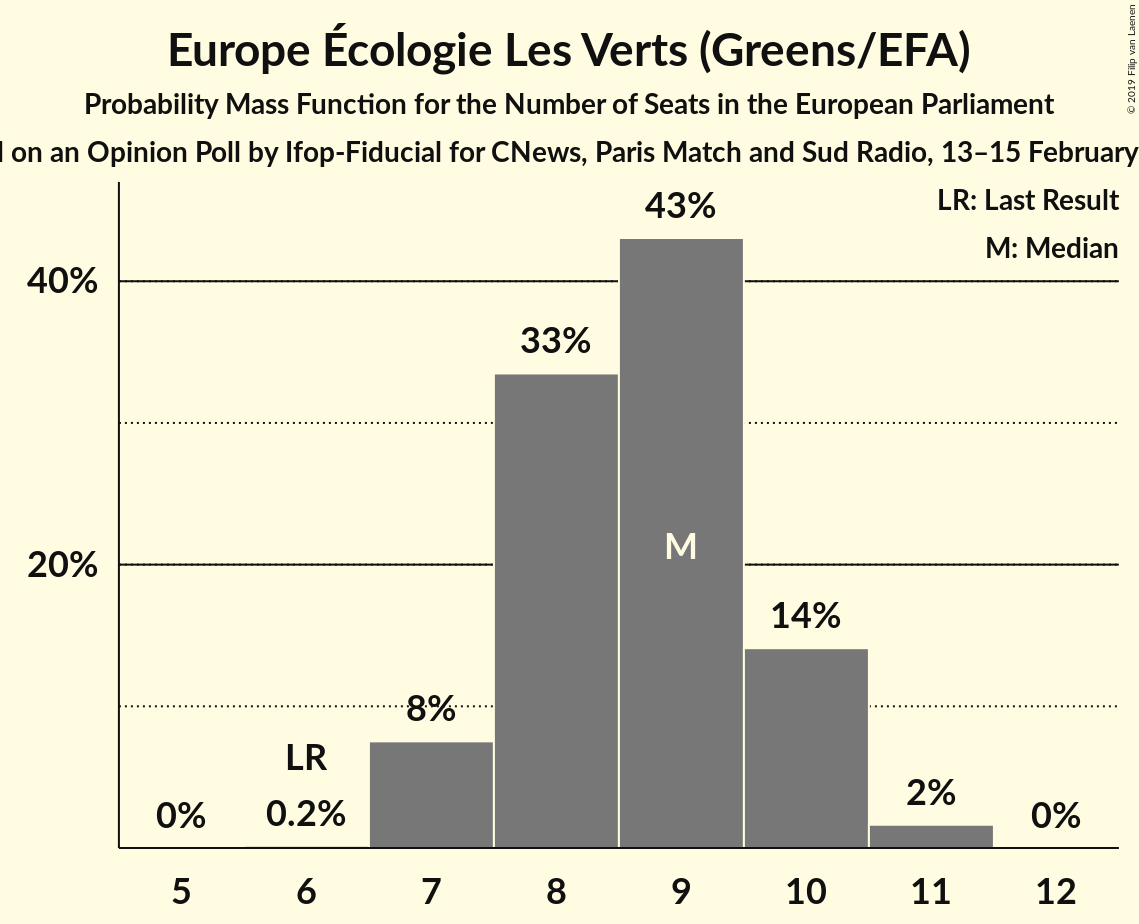 Europe Écologie Les Verts (Greens/EFA)
Probability Mass Function for the Number of Seats in the European Parliament
on an Opinion Poll by Ifop-Fiducial for CNews, Paris Match and Sud Radio, 13–15 February
© 2019 Filip van Laenen
LR: Last Result
M: Median
43%
40%
33%
M
20%
14%
8%
LR
0%
0.2%
2%
0%
5 6 7 8 9 10 11 12